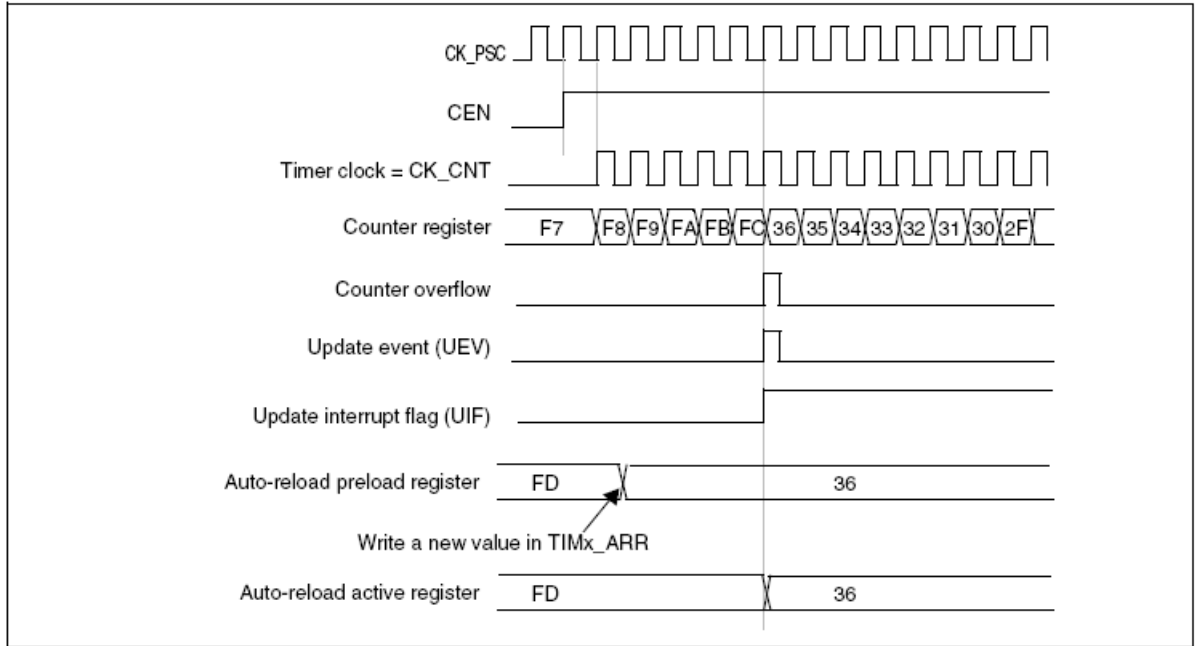 CK_PSC
CEN
Timer clock = CK_CNT
Counter register F7 F8 F9 FA FB FC 36 35 34 33 32 31 30 2F
Counter overflow
Update event (UEV)
Update interrupt flag (UIF)
Auto-reload preload register FD 36
Write a new value in TIMx_ARR
Auto-reload active register FD 36